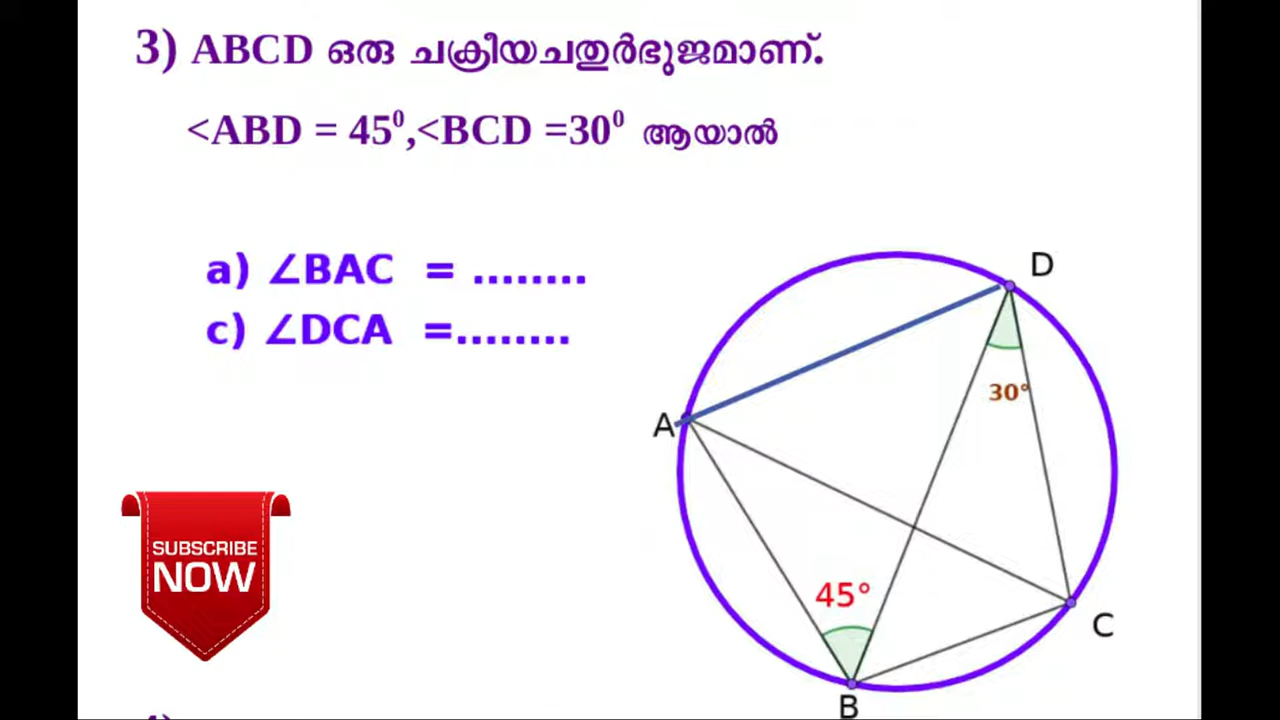 3) ABCD ഒരു ചക്രീയചതുർഭുജമാണ്.
<ABD = 45⁰,<BCD =30⁰ ആയാൽ
a) ∠BAC = ........
c) ∠DCA =........
D
30°
A
45°
C
B
SUBSCRIBE
NOW